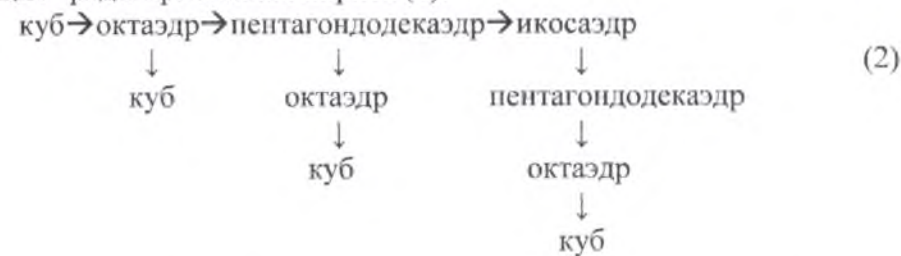 куб→октаэдр→пентагондодекаэдр→икосаэдр
↓ ↓ ↓ (2)
куб октаэдр пентагондодекаэдр
↓ ↓
куб октаэдр
↓
куб